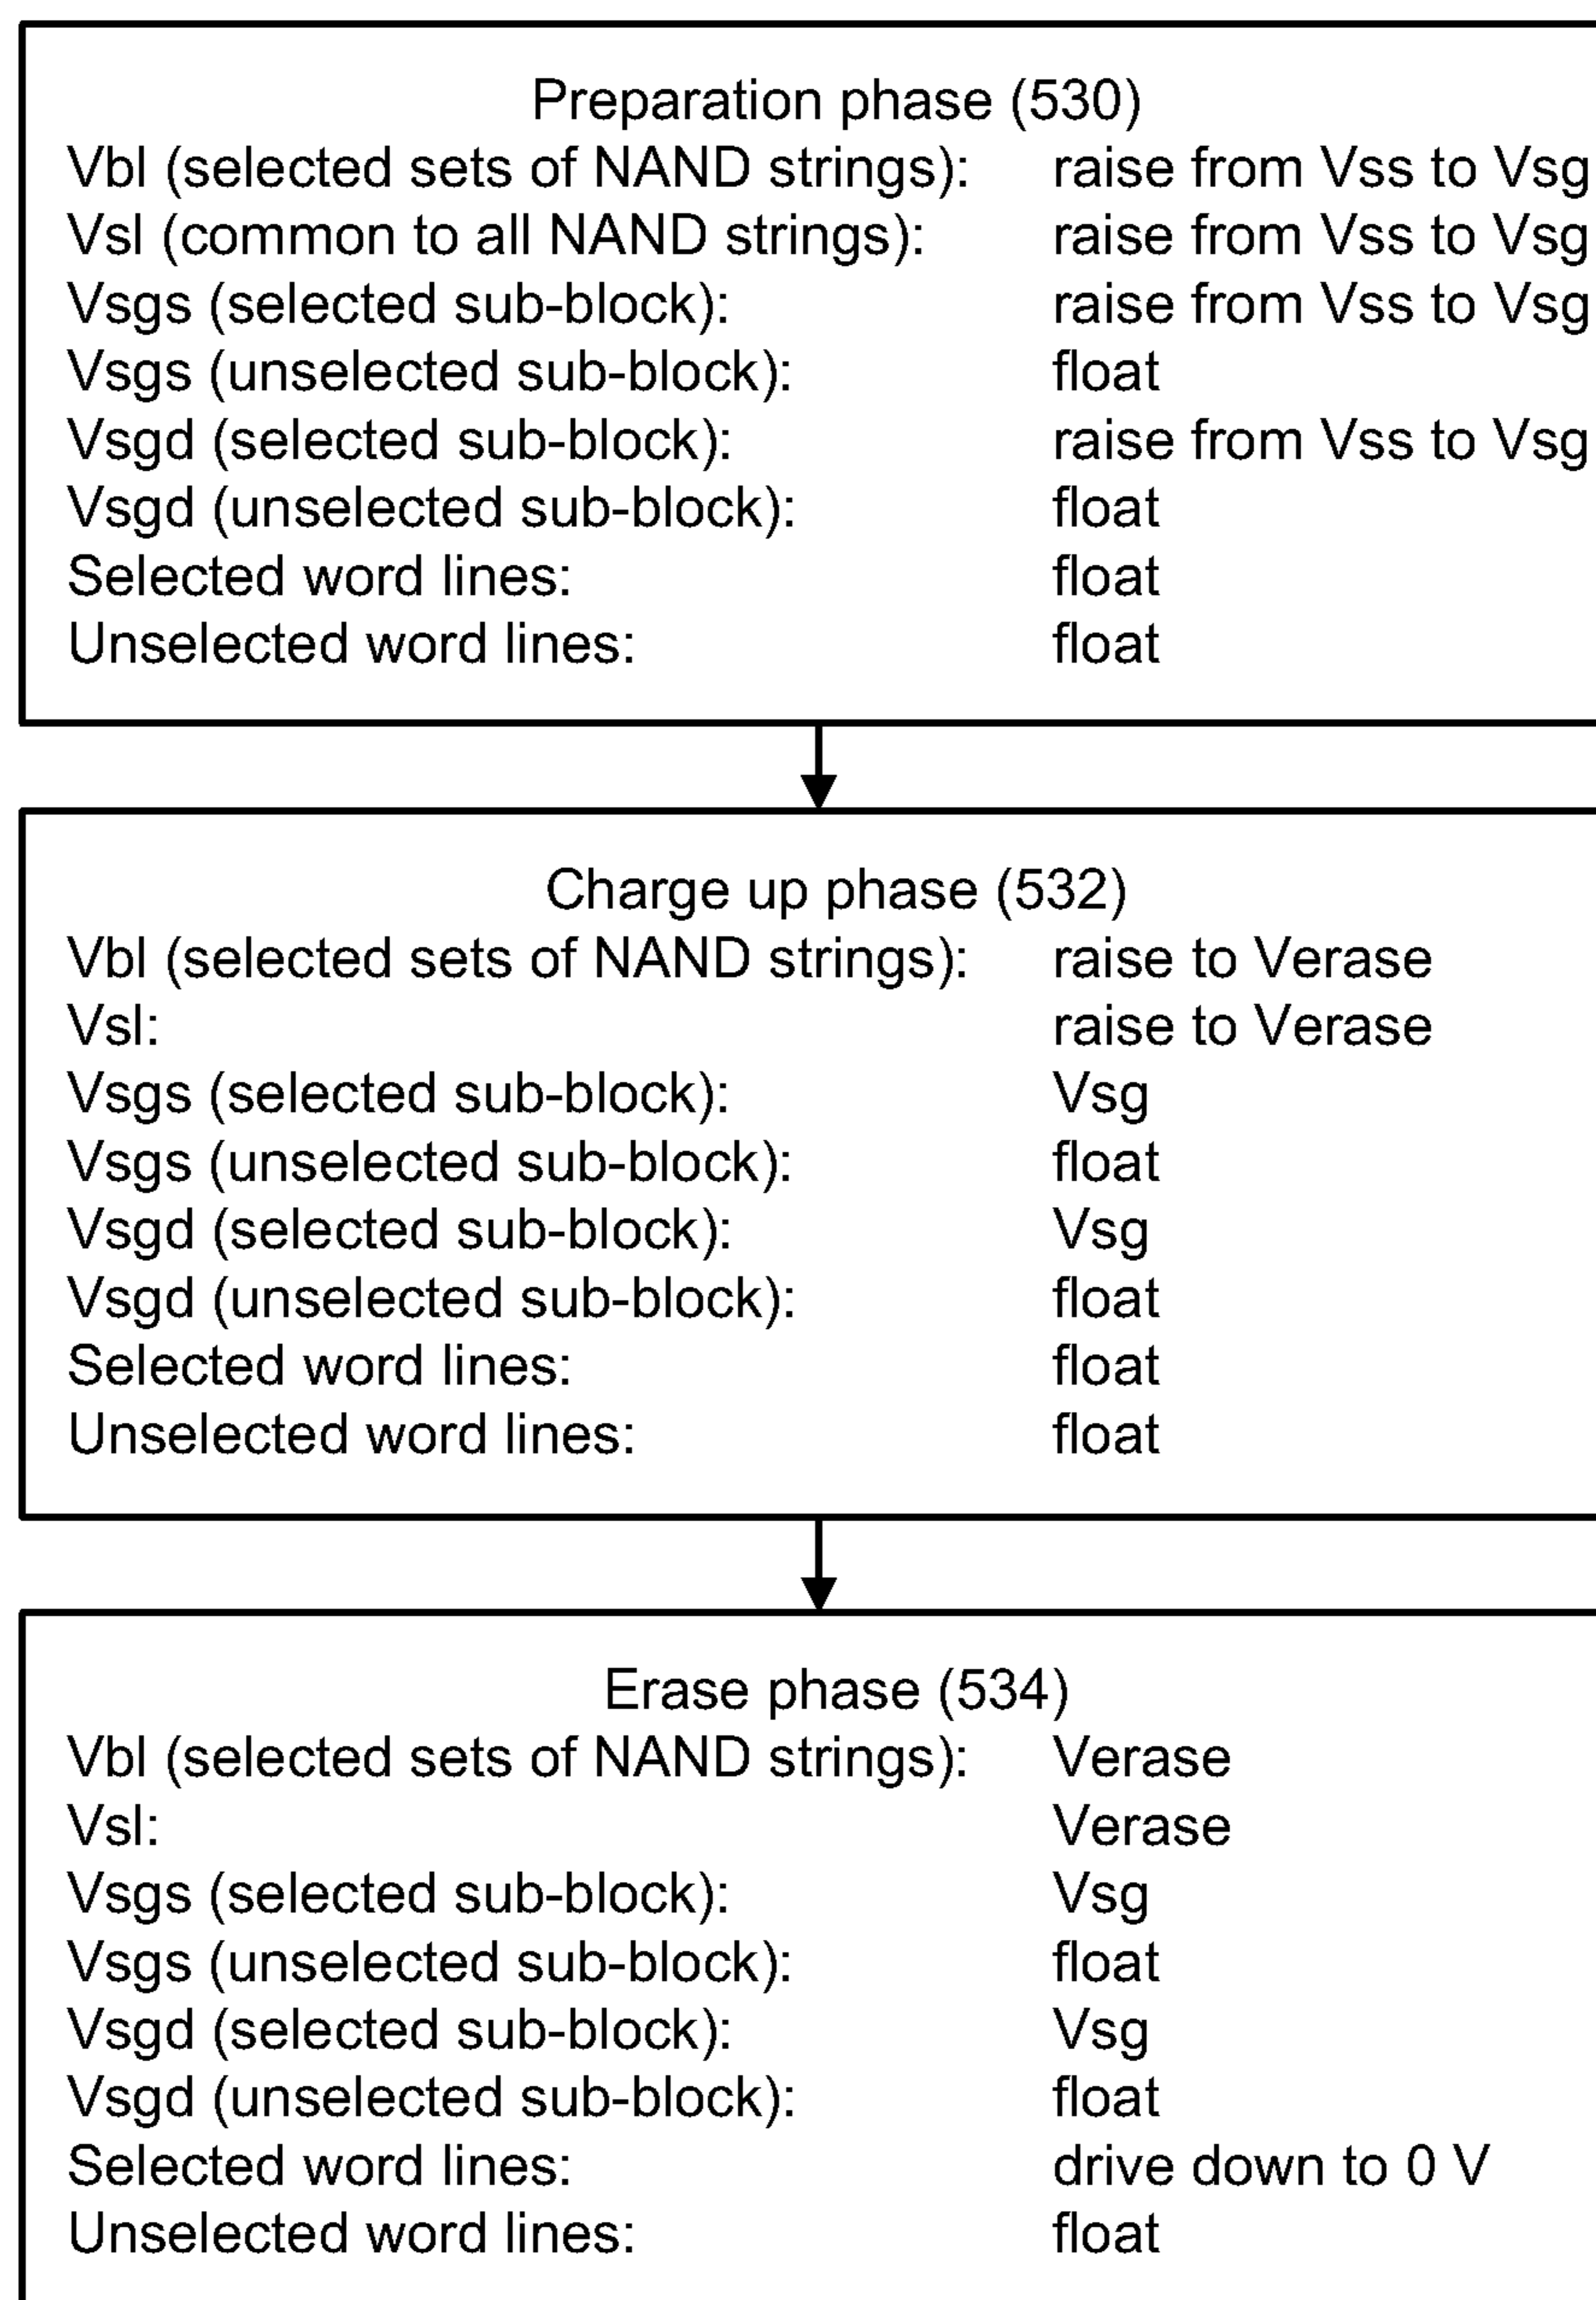 Preparation phase (530)
Vbl (selected sets of NAND strings): raise from Vss to Vsg
Vsl (common to all NAND strings): raise from Vss to Vsg
Vsgs (selected sub-block): raise from Vss to Vsg
Vsgs (unselected sub-block): float
Vsgd (selected sub-block): raise from Vss to Vsg
Vsgd (unselected sub-block): float
Selected word lines: float
Unselected word lines: float
Charge up phase (532)
Vbl (selected sets of NAND strings): raise to Verase
Vsl: raise to Verase
Vsgs (selected sub-block): Vsg
Vsgs (unselected sub-block): float
Vsgd (selected sub-block): Vsg
Vsgd (unselected sub-block): float
Selected word lines: float
Unselected word lines: float
Erase phase (534)
Vbl (selected sets of NAND strings): Verase
Vsl: Verase
Vsgs (selected sub-block): Vsg
Vsgs (unselected sub-block): float
Vsgd (selected sub-block): Vsg
Vsgd (unselected sub-block): float
Selected word lines: drive down to 0 V
Unselected word lines: float